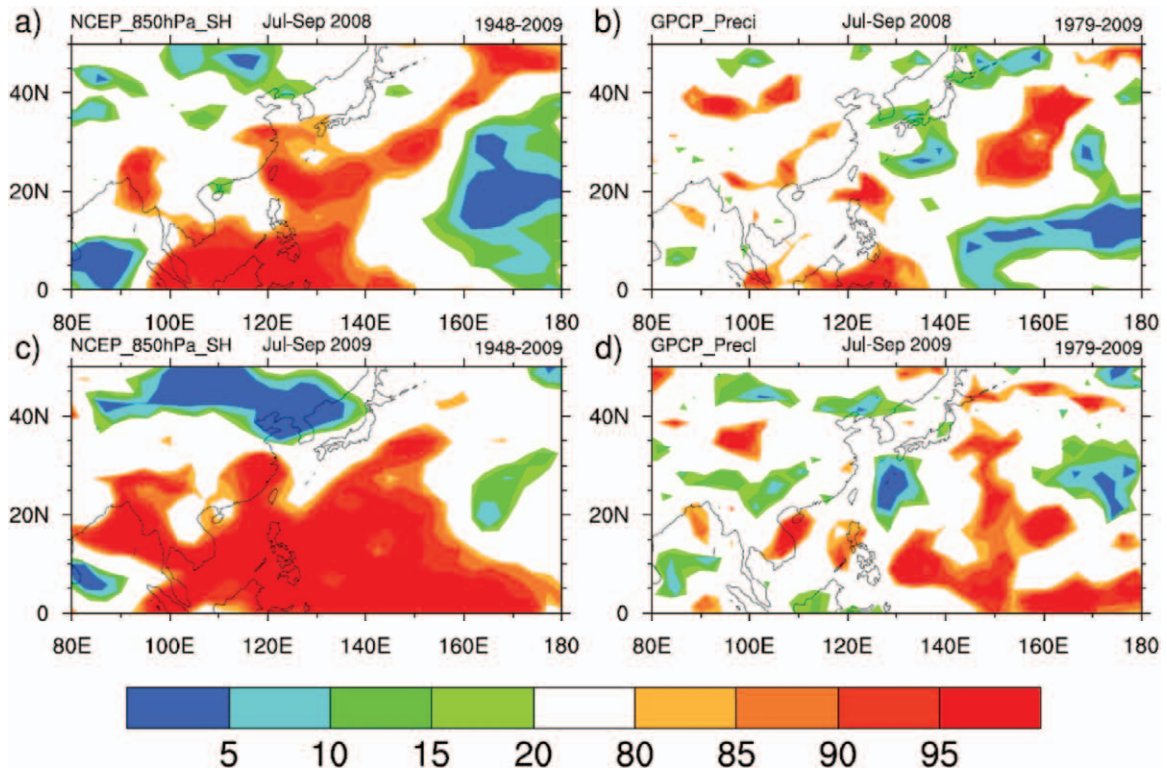 a) NCEP_850hPa_SH Jul-Sep 2008 1948-2009
40N
20N
0
80E 100E 120E 140E 160E 180
b) GPCP_Preci Jul-Sep 2008 1979-2009
40N
20N
0
80E 100E 120E 140E 160E 180
c) NCEP_850hPa_SH Jul-Sep 2009 1948-2009
40N
20N
0
80E 100E 120E 140E 160E 180
d) GPCP_Preci Jul-Sep 2009 1979-2009
40N
20N
0
80E 100E 120E 140E 160E 180
5 10 15 20 80 85 90 95